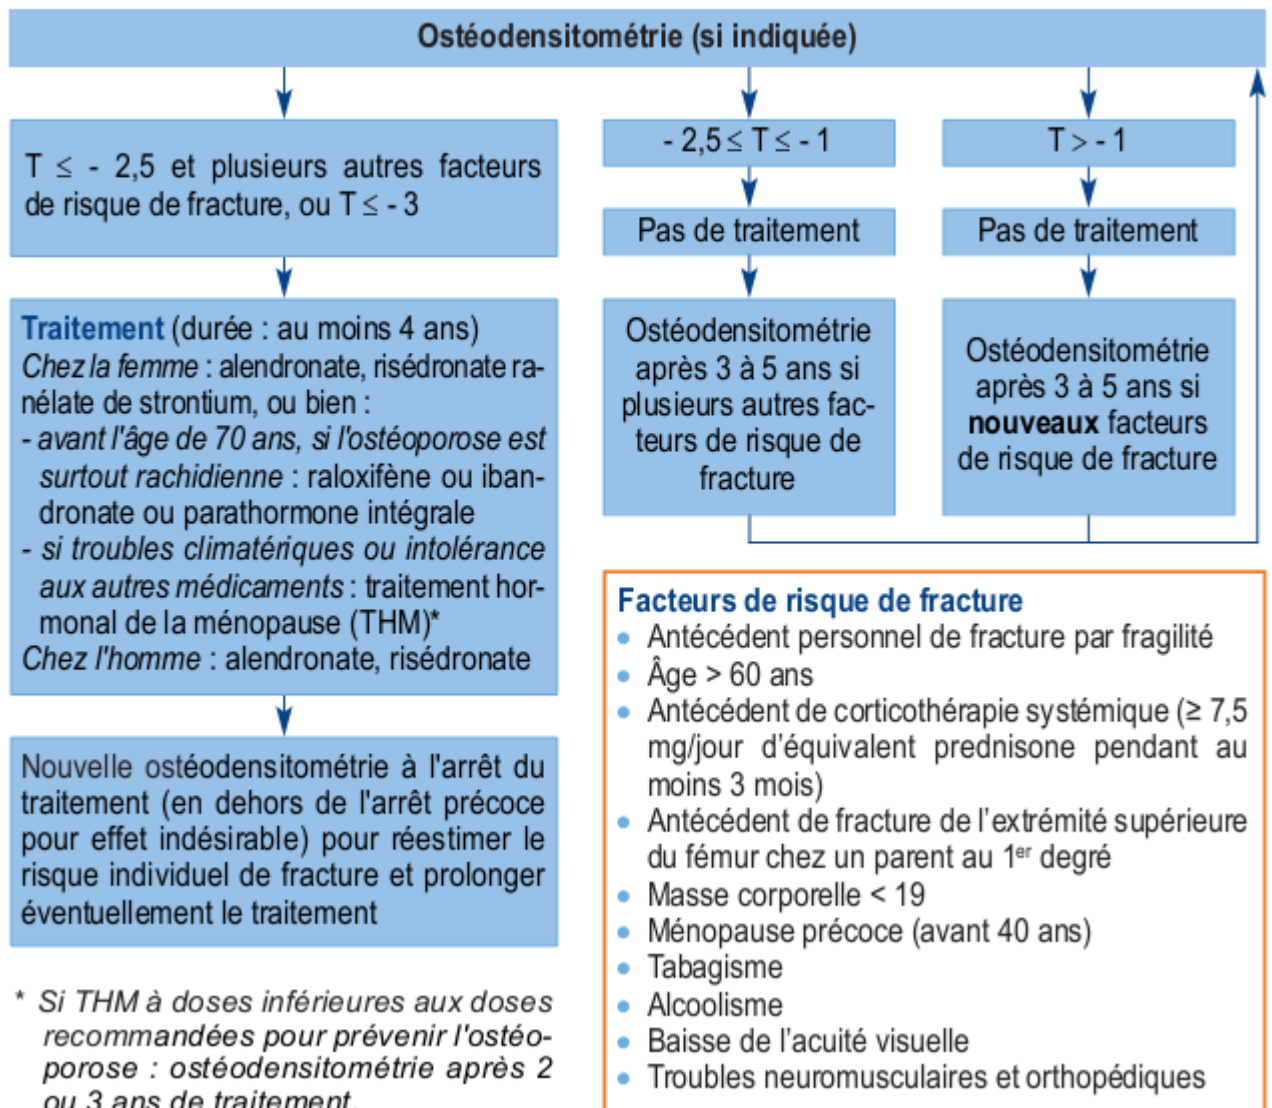 Ostéodensitométrie (si indiquée)
T ≤ - 2,5 et plusieurs autres facteurs
de risque de fracture, ou T ≤ - 3
Traitement (durée : au moins 4 ans)
Chez la femme : alendronate, risédronate ra-
nélate de strontium, ou bien :
- avant l'âge de 70 ans, si l'ostéoporose est
surtout rachidienne : raloxifène ou iban-
dronate ou parathormone intégrale
- si troubles climatériques ou intolérance
aux autres médicaments : traitement hor-
monal de la ménopause (THM)*
Chez l'homme : alendronate, risédronate
Nouvelle ostéodensitométrie à l'arrêt du
traitement (en dehors de l'arrêt précoce
pour effet indésirable) pour réestimer le
risque individuel de fracture et prolonger
éventuellement le traitement
* Si THM à doses inférieures aux doses
recommandées pour prévenir l'ostéo-
porose : ostéodensitométrie après 2
ou 3 ans de traitement.
- 2,5 ≤ T ≤ - 1
Pas de traitement
Ostéodensitométrie
après 3 à 5 ans si
plusieurs autres fac-
teurs de risque de
fracture
T > - 1
Pas de traitement
Ostéodensitométrie
après 3 à 5 ans si
nouveaux facteurs
de risque de fracture
Facteurs de risque de fracture
• Antécédent personnel de fracture par fragilité
• Âge > 60 ans
• Antécédent de corticothérapie systémique (≥ 7,5
mg/jour d’équivalent prednisone pendant au
moins 3 mois)
• Antécédent de fracture de l’extrémité supérieure
du fémur chez un parent au 1er degré
• Masse corporelle < 19
• Ménopause précoce (avant 40 ans)
• Tabagisme
• Alcoolisme
• Baisse de l’acuité visuelle
• Troubles neuromusculaires et orthopédiques